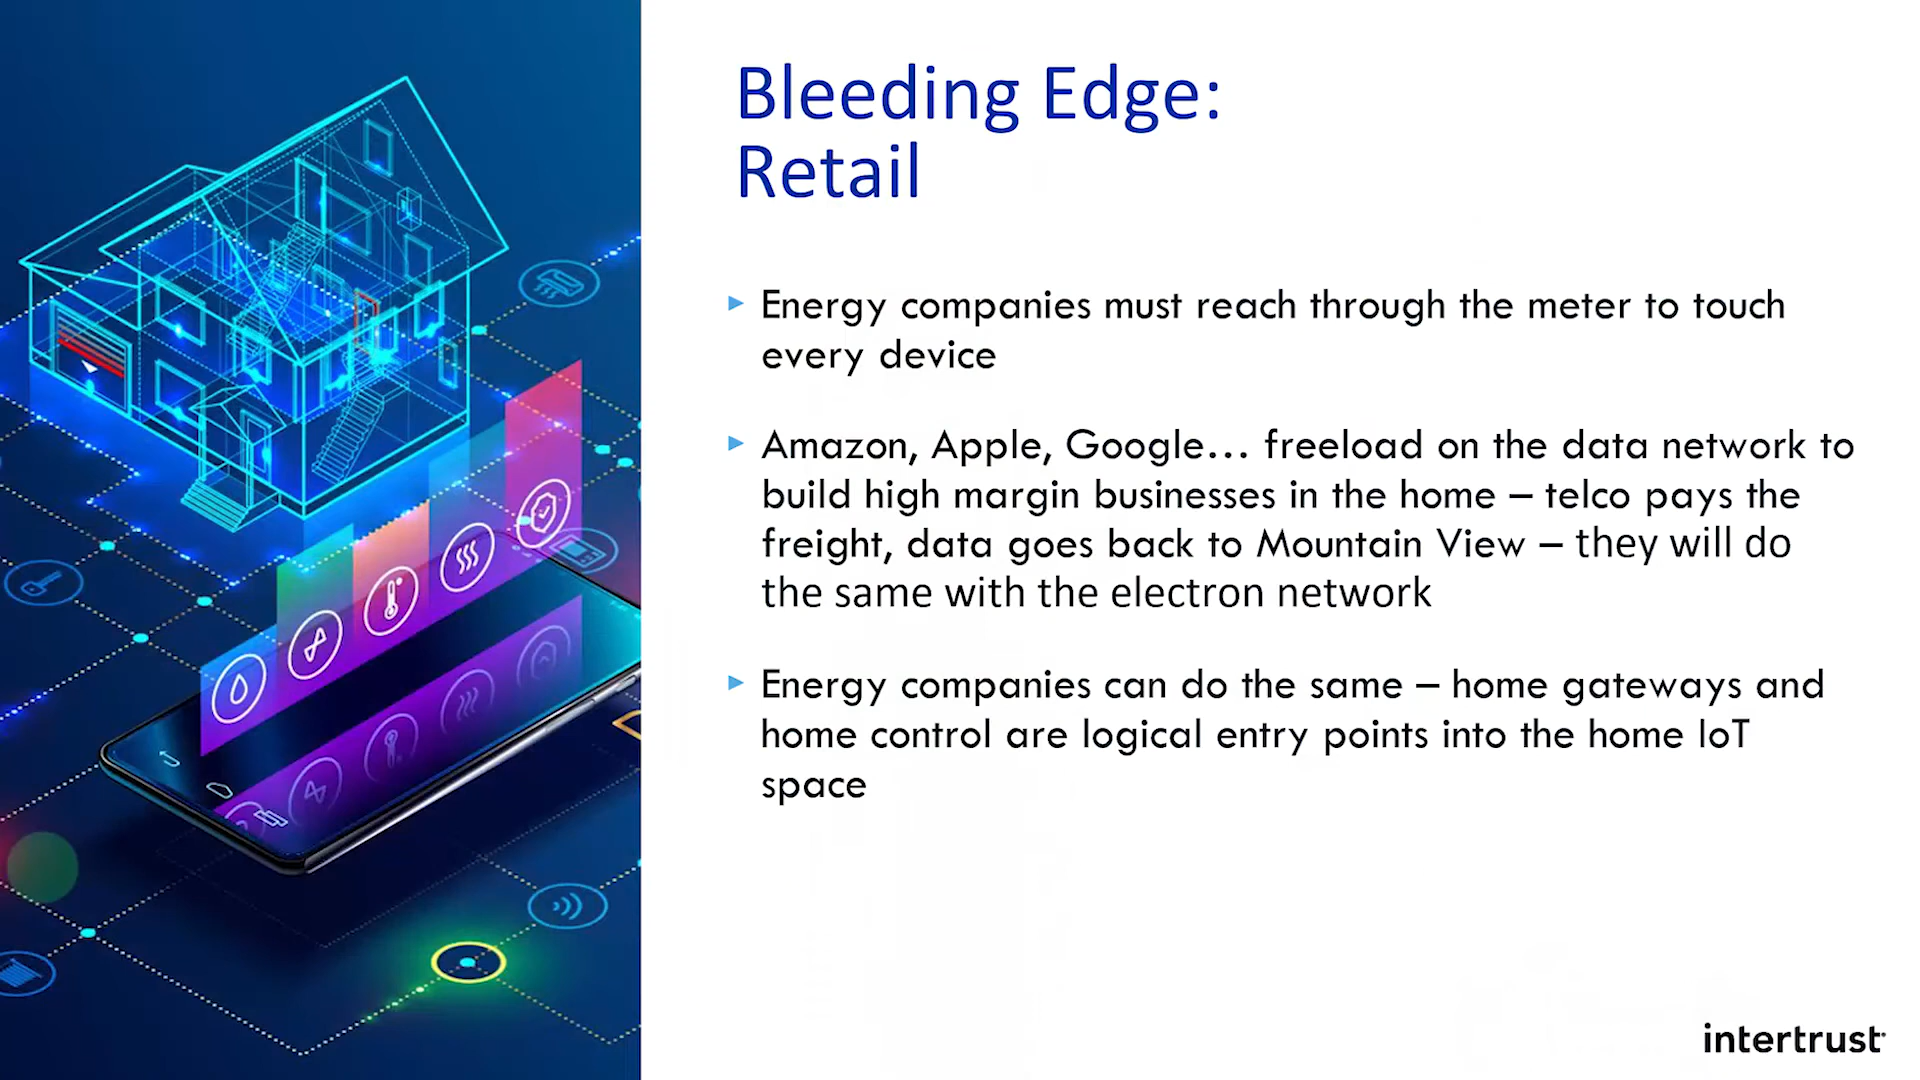 Bleeding Edge:
Retail
Energy companies must reach through the meter to touch
every device
Amazon, Apple, Google… freeload on the data network to
build high margin businesses in the home – telco pays the
freight, data goes back to Mountain View – they will do
the same with the electron network
Energy companies can do the same – home gateways and
home control are logical entry points into the home IoT
space
intertrust